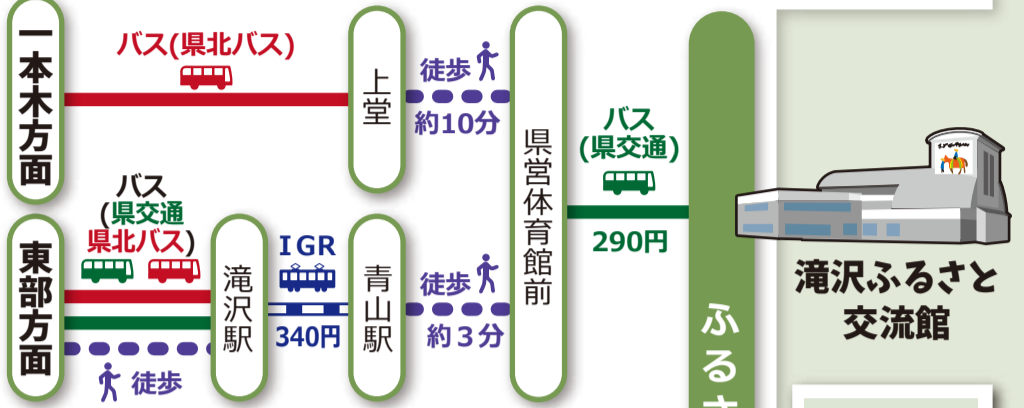 一本木方面
バス(県北バス)
上堂
徒歩
約10分
県営体育館前
バス
(県交通)
290円
東部方面
バス
(県交通
県北バス)
徒歩
滝沢駅
IGR
340円
青山駅
徒歩
約３分
ふるさ
滝沢ふるさと
交流館